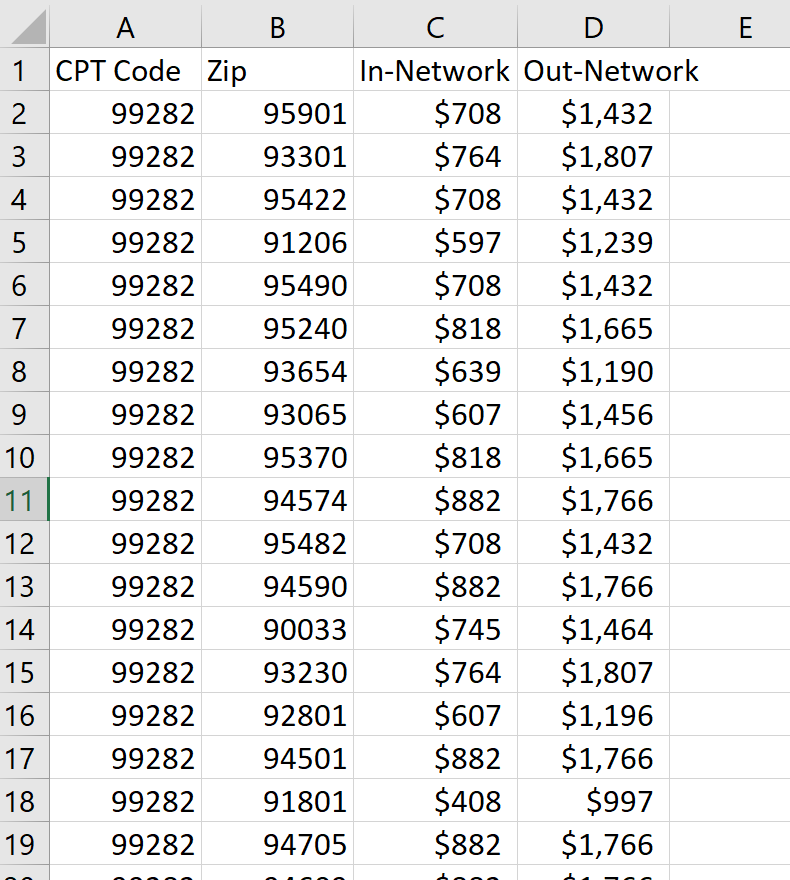 A B C D E
1 CPT Code Zip In-Network Out-Network
2 99282 95901 $708 $1,432
3 99282 93301 $764 $1,807
4 99282 95422 $708 $1,432
5 99282 91206 $597 $1,239
6 99282 95490 $708 $1,432
7 99282 95240 $818 $1,665
8 99282 93654 $639 $1,190
9 99282 93065 $607 $1,456
10 99282 95370 $818 $1,665
11 99282 94574 $882 $1,766
12 99282 95482 $708 $1,432
13 99282 94590 $882 $1,766
14 99282 90033 $745 $1,464
15 99282 93230 $764 $1,807
16 99282 92801 $607 $1,196
17 99282 94501 $882 $1,766
18 99282 91801 $408 $997
19 99282 94705 $882 $1,766